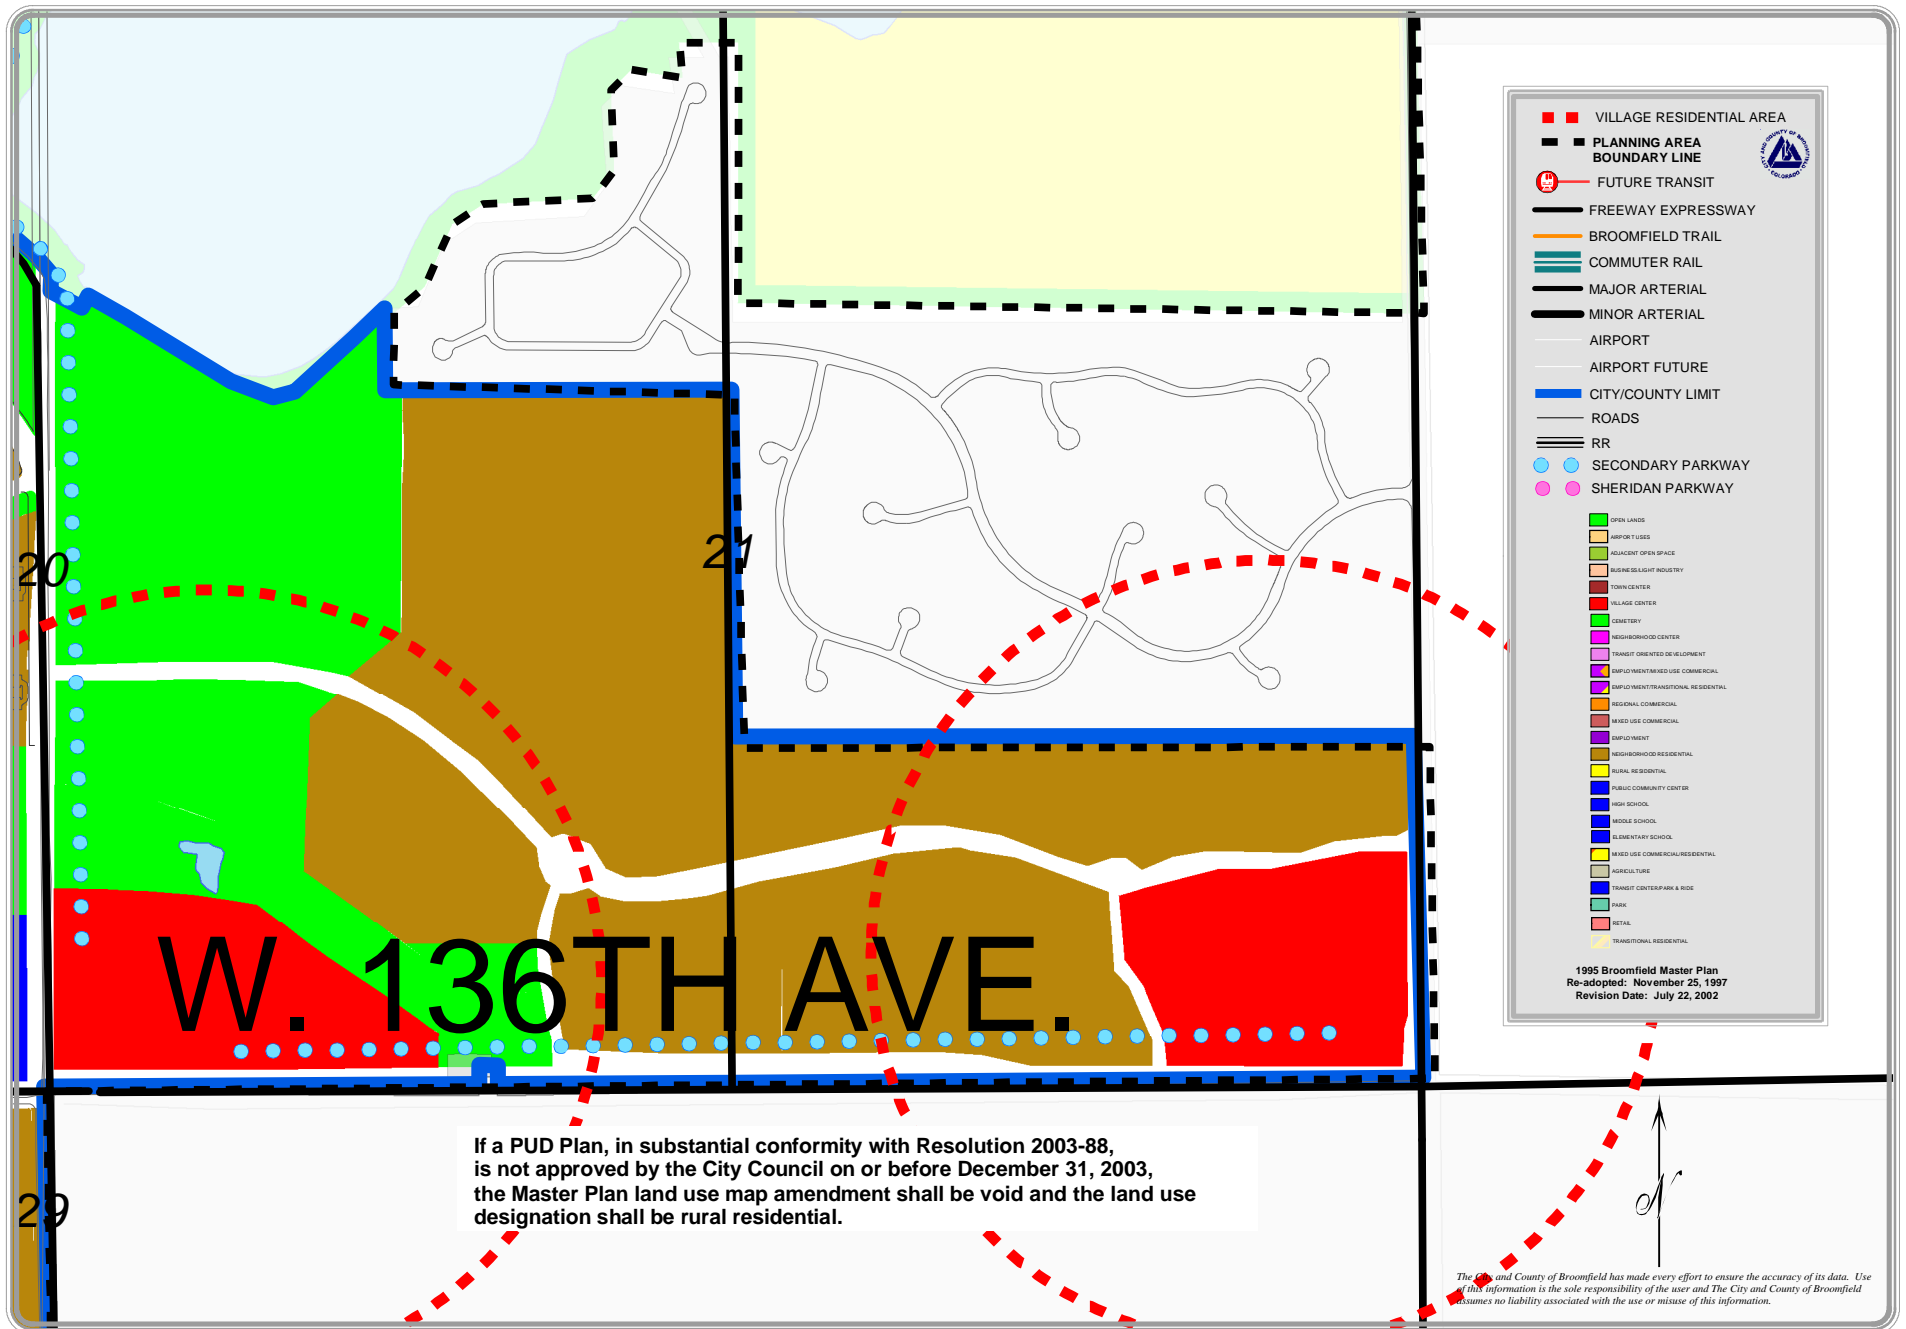 VILLAGE RESIDENTIAL AREA
PLANNING AREA
BOUNDARY LINE
CITY AND COUNTY OF BROOMFIELD
COLORADO
FUTURE TRANSIT
FREEWAY EXPRESSWAY
BROOMFIELD TRAIL
COMMUTER RAIL
MAJOR ARTERIAL
MINOR ARTERIAL
AIRPORT
AIRPORT FUTURE
CITY/COUNTY LIMIT
ROADS
RR
SECONDARY PARKWAY
SHERIDAN PARKWAY
OPEN LANDS
AIRPORT USES
ADJACENT OPEN SPACE
BUSINESS/LIGHT INDUSTRY
TOWN CENTER
VILLAGE CENTER
CEMETERY
NEIGHBORHOOD CENTER
TRANSIT ORIENTED DEVELOPMENT
EMPLOYMENT/MIXED USE COMMERCIAL
EMPLOYMENT/TRANSITIONAL RESIDENTIAL
REGIONAL COMMERCIAL
MIXED USE COMMERCIAL
EMPLOYMENT
NEIGHBORHOOD RESIDENTIAL
RURAL RESIDENTIAL
PUBLIC COMMUNITY CENTER
HIGH SCHOOL
MIDDLE SCHOOL
ELEMENTARY SCHOOL
MIXED USE COMMERCIAL/RESIDENTIAL
AGRICULTURE
TRANSIT CENTER/PARK & RIDE
PARK
RETAIL
TRANSITIONAL RESIDENTIAL
1995 Broomfield Master Plan
Re-adopted: November 25, 1997
Revision Date: July 22, 2002
20
21
W. 136TH AVE.
29
If a PUD Plan, in substantial conformity with Resolution 2003-88,
is not approved by the City Council on or before December 31, 2003,
the Master Plan land use map amendment shall be void and the land use
designation shall be rural residential.
N
The City and County of Broomfield has made every effort to ensure the accuracy of its data. Use
of this information is the sole responsibility of the user and The City and County of Broomfield
assumes no liability associated with the use or misuse of this information.